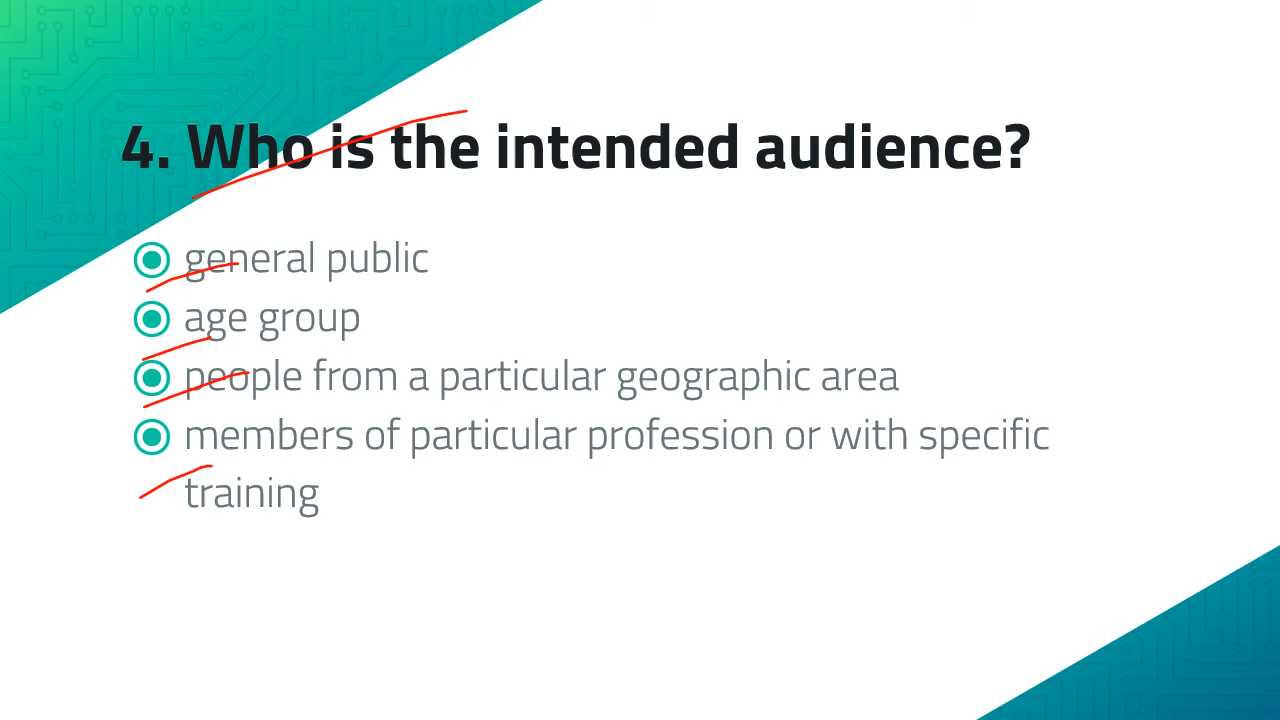 4. Who is the intended audience?
general public
age group
people from a particular geographic area
members of particular profession or with specific
training